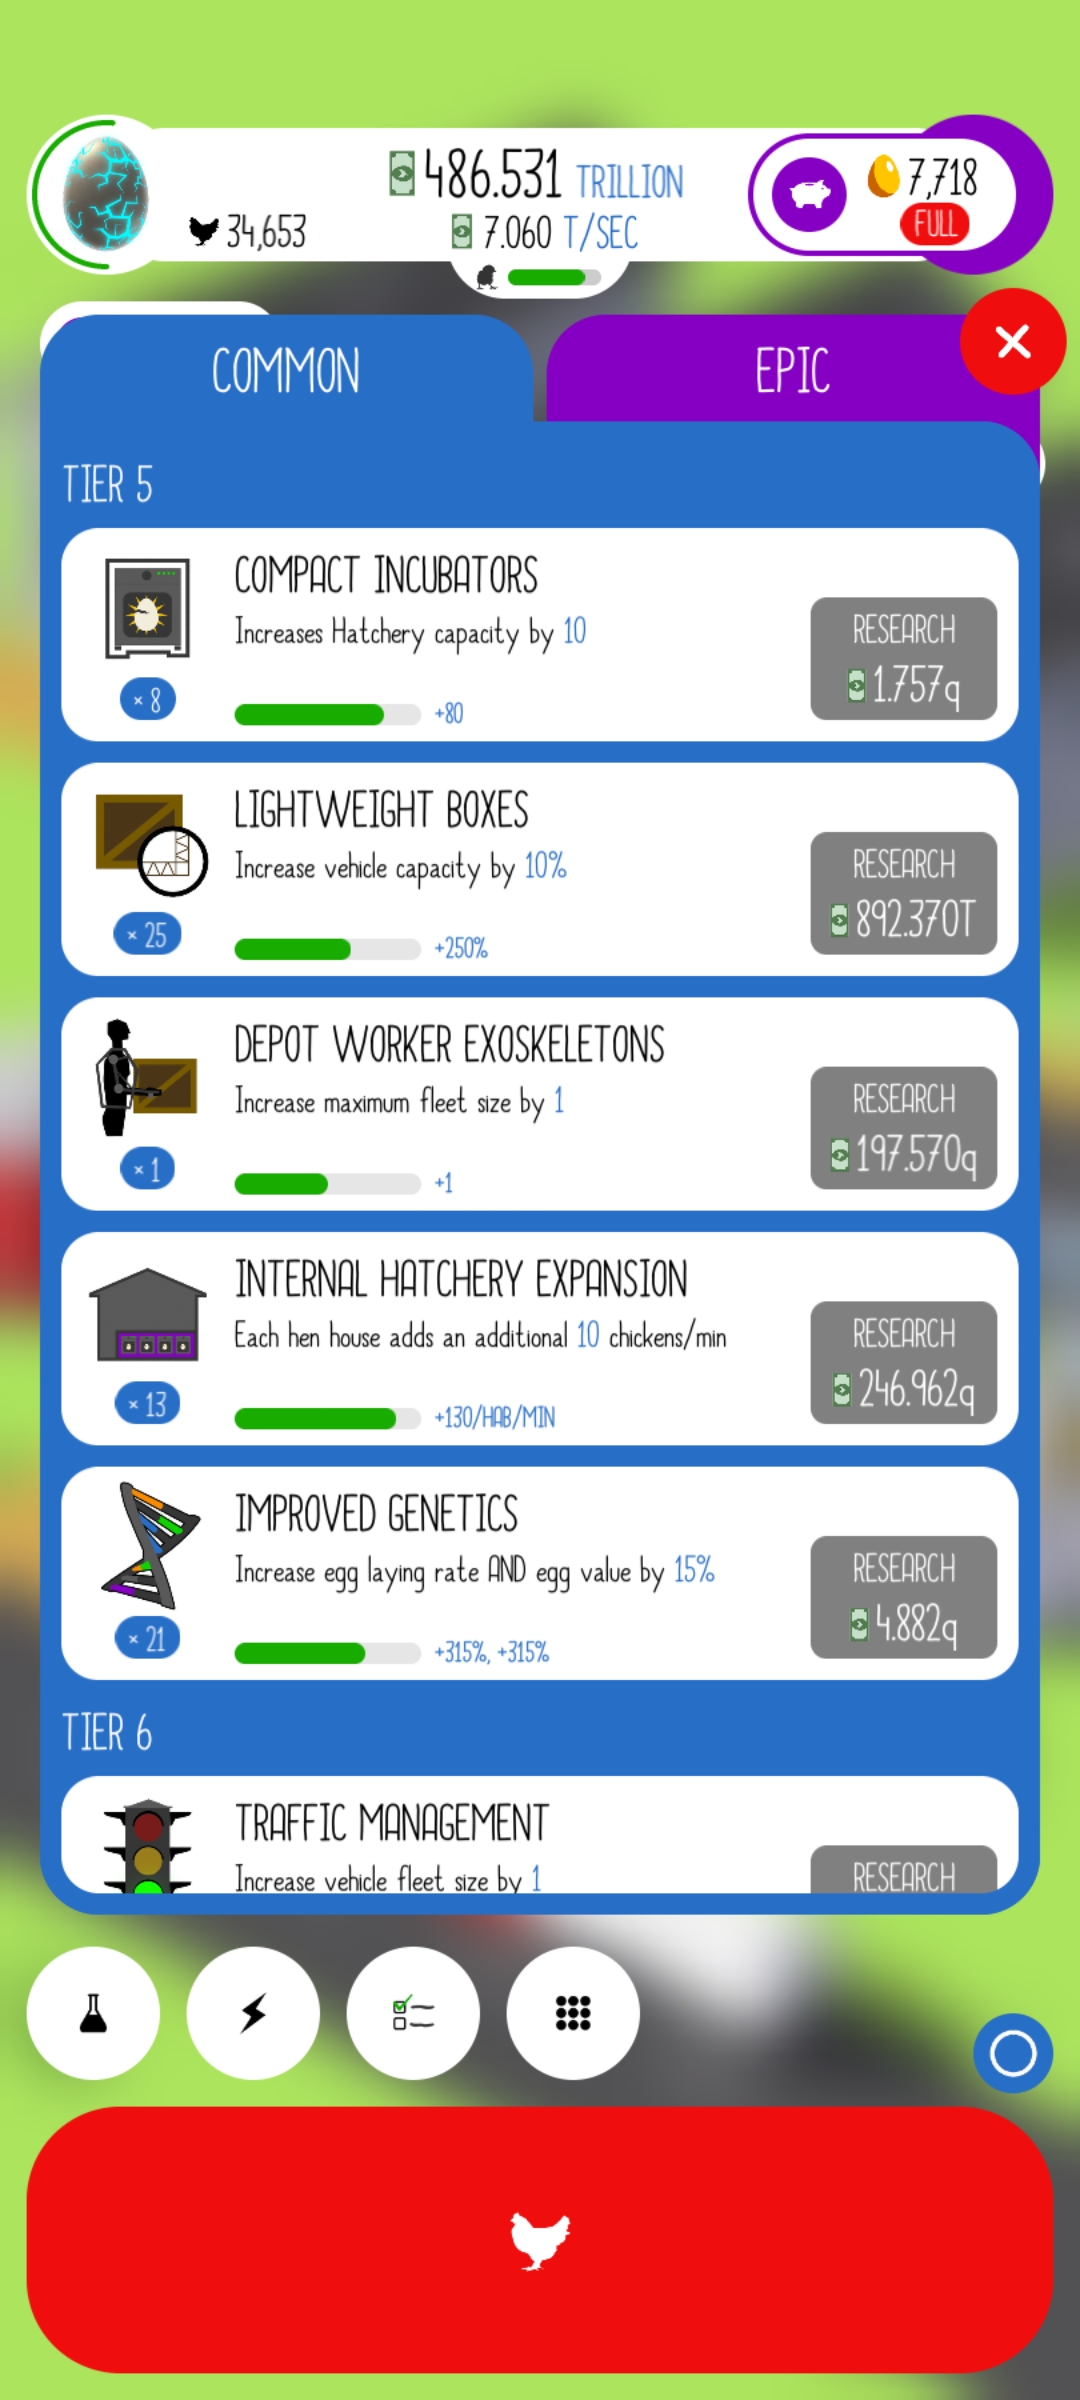 486.531 TRILLION
34,653
7.060 T/SEC
7,718
FULL
COMMON
EPIC
TIER 5
COMPACT INCUBATORS
Increases Hatchery capacity by 10
× 8
+80
RESEARCH
1.757q
LIGHTWEIGHT BOXES
Increase vehicle capacity by 10%
× 25
+250%
RESEARCH
892.370T
DEPOT WORKER EXOSKELETONS
Increase maximum fleet size by 1
× 1
+1
RESEARCH
197.570q
INTERNAL HATCHERY EXPANSION
Each hen house adds an additional 10 chickens/min
× 13
+130/HAB/MIN
RESEARCH
246.962q
IMPROVED GENETICS
Increase egg laying rate AND egg value by 15%
× 21
+315%, +315%
RESEARCH
4.882q
TIER 6
TRAFFIC MANAGEMENT
Increase vehicle fleet size by 1
RESEARCH